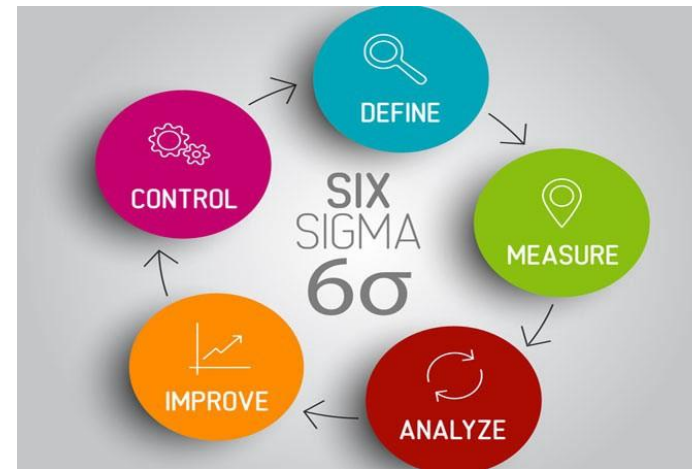 DEFINE
CONTROL
SIX
SIGMA
6σ
MEASURE
IMPROVE
ANALYZE